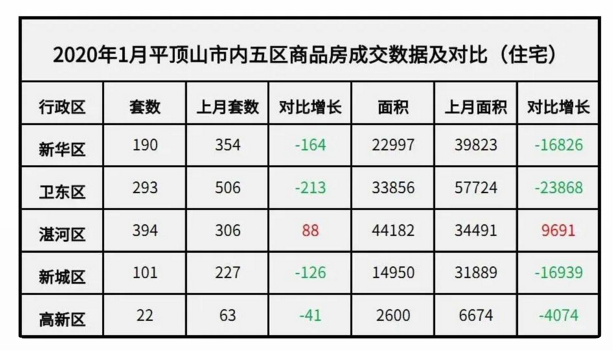 2020年1月平顶山市内五区商品房成交数据及对比（住宅）
行政区 套数 上月套数 对比增长 面积 上月面积 对比增长
新华区 190 354 -164 22997 39823 -16826
卫东区 293 506 -213 33856 57724 -23868
湛河区 394 306 88 44182 34491 9691
新城区 101 227 -126 14950 31889 -16939
高新区 22 63 -41 2600 6674 -4074